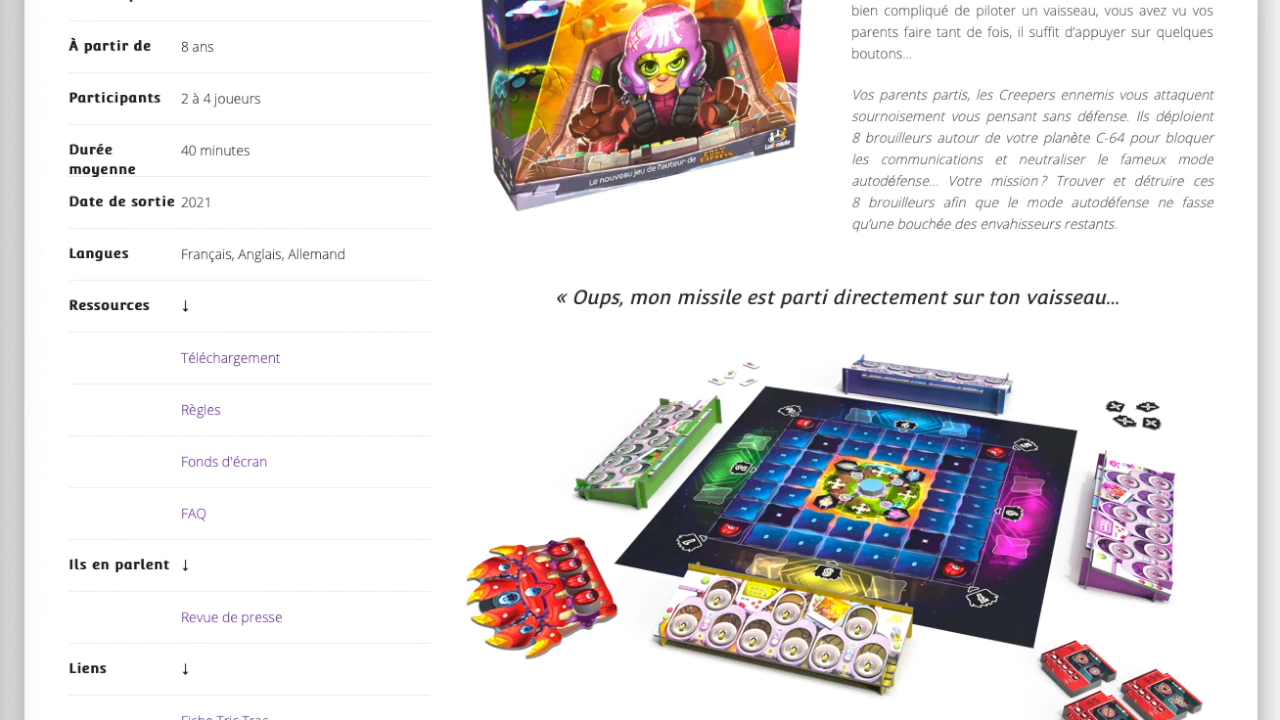 À partir de 8 ans
Participants 2 à 4 joueurs
Durée
moyenne
40 minutes
Date de sortie 2021
Langues Français, Anglais, Allemand
Ressources ↓
Téléchargement
Règles
Fonds d'écran
FAQ
Ils en parlent ↓
Revue de presse
Liens ↓
Fiche Tric Trac
Le nouveau jeu de l'auteur de
bien compliqué de piloter un vaisseau, vous avez vu vos
parents faire tant de fois, il suffit d’appuyer sur quelques
boutons…
Vos parents partis, les Creepers ennemis vous attaquent
sournoisement vous pensant sans défense. Ils déploient
8 brouilleurs autour de votre planète C-64 pour bloquer
les communications et neutraliser le fameux mode
autodéfense… Votre mission ? Trouver et détruire ces
8 brouilleurs afin que le mode autodéfense ne fasse
qu’une bouchée des envahisseurs restants.
« Oups, mon missile est parti directement sur ton vaisseau…